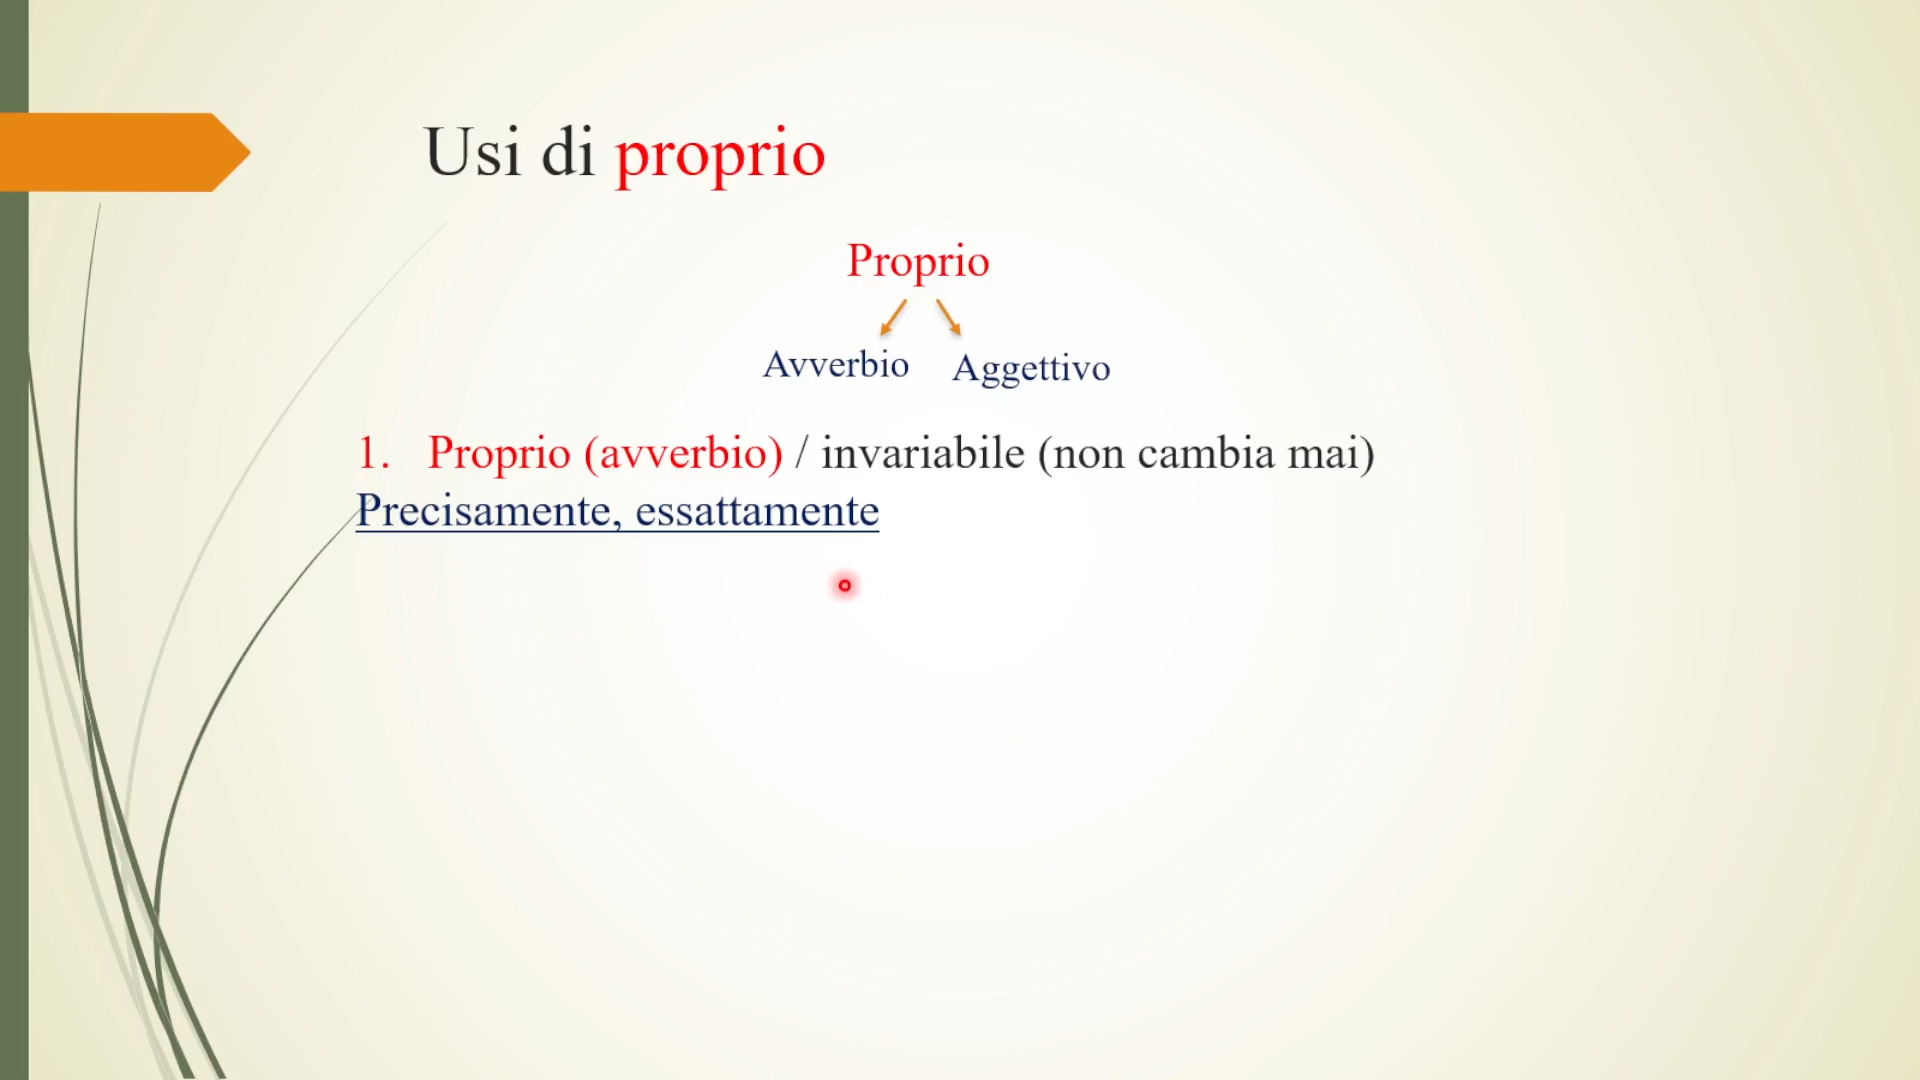 Usi di proprio
Proprio
Avverbio Aggettivo
1. Proprio (avverbio) / invariabile (non cambia mai)
Precisamente, essattamente